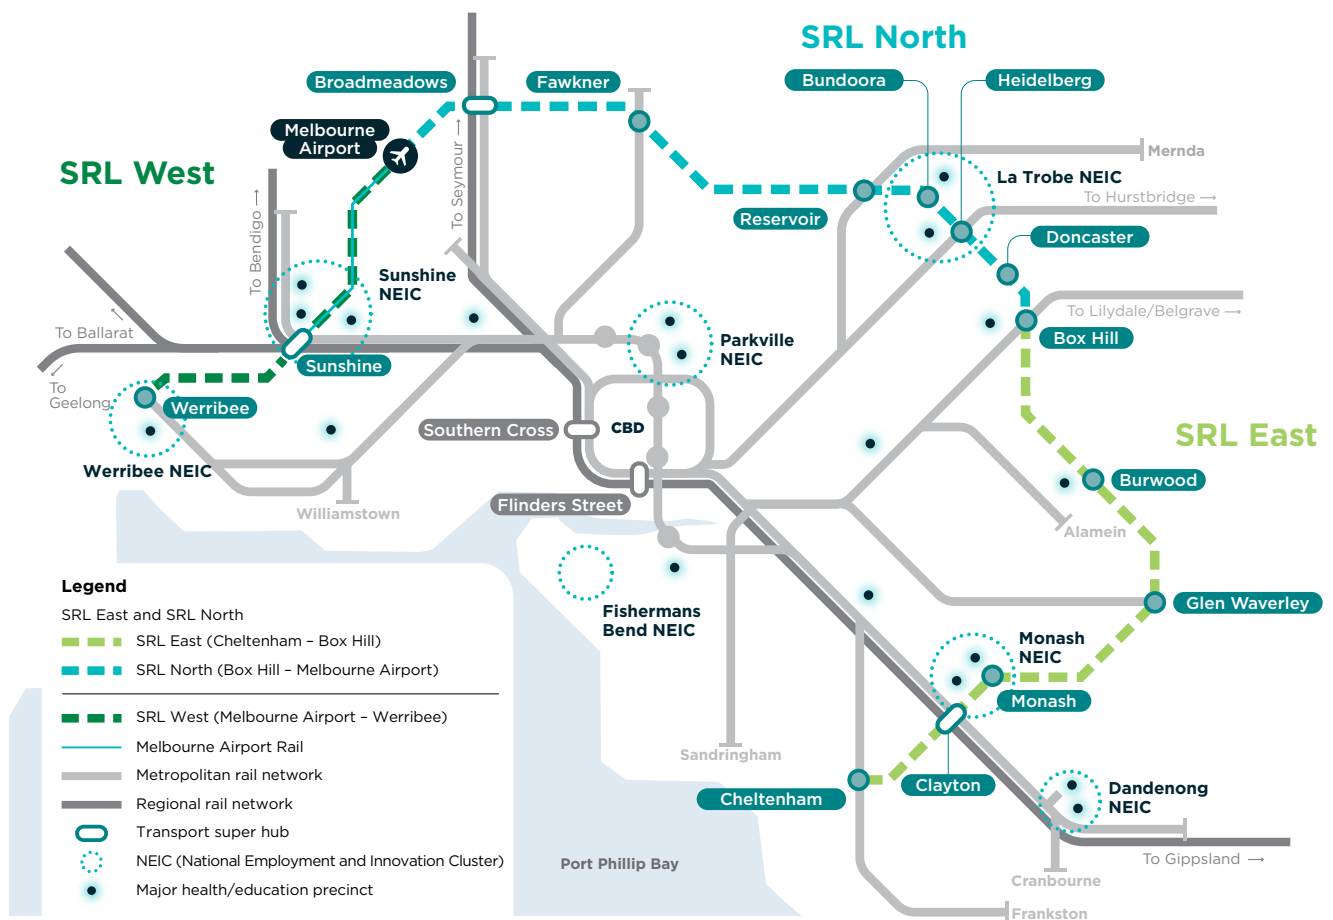 SRL North
Broadmeadows
Fawkner
Bundoora
Heidelberg
Melbourne
Airport
SRL West
To Seymour →
Mernda
La Trobe NEIC
To Hurstbridge →
Reservoir
Doncaster
To Bendigo →
Sunshine
NEIC
To Lilydale/Belgrave →
To Ballarat
←
Parkville
NEIC
Box Hill
Sunshine
←
To
Geelong
Werribee
Southern Cross
CBD
SRL East
Werribee NEIC
Burwood
Flinders Street
Williamstown
Alamein
Legend
SRL East and SRL North
SRL East (Cheltenham – Box Hill)
SRL North (Box Hill – Melbourne Airport)
SRL West (Melbourne Airport – Werribee)
Melbourne Airport Rail
Metropolitan rail network
Regional rail network
Transport super hub
NEIC (National Employment and Innovation Cluster)
Major health/education precinct
Fishermans
Bend NEIC
Glen Waverley
Monash
NEIC
Monash
Sandringham
Clayton
Cheltenham
Dandenong
NEIC
Port Phillip Bay
To Gippsland →
Cranbourne
Frankston